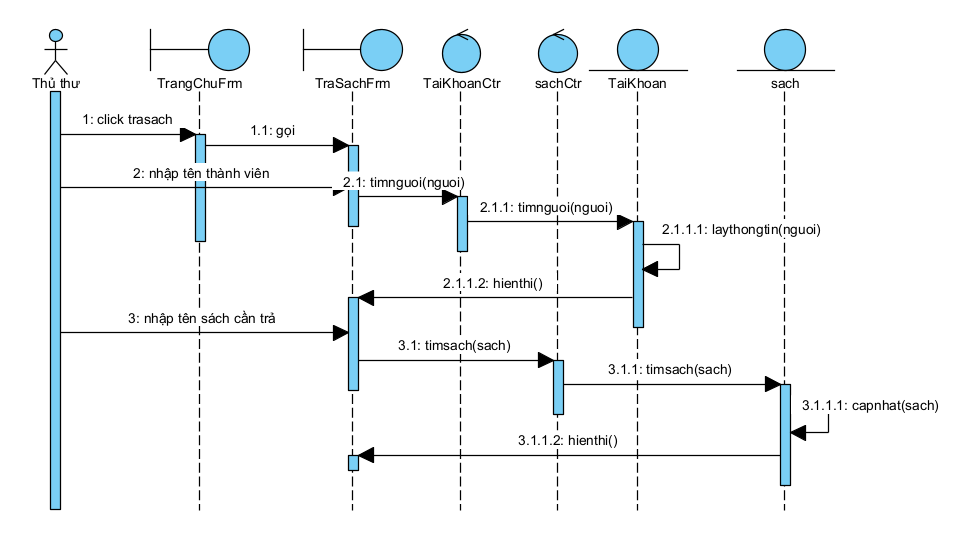 Thủ thư
TrangChuFrm
TraSachFrm
TaiKhoanCtr
sachCtr
TaiKhoan
sach
1: click trasach
1.1: gọi
2: nhập tên thành viên
2.1: timnguoi(nguoi)
2.1.1: timnguoi(nguoi)
2.1.1.1: laythongtin(nguoi)
2.1.1.2: hienthi()
3: nhập tên sách cần trả
3.1: timsach(sach)
3.1.1: timsach(sach)
3.1.1.1: capnhat(sach)
3.1.1.2: hienthi()